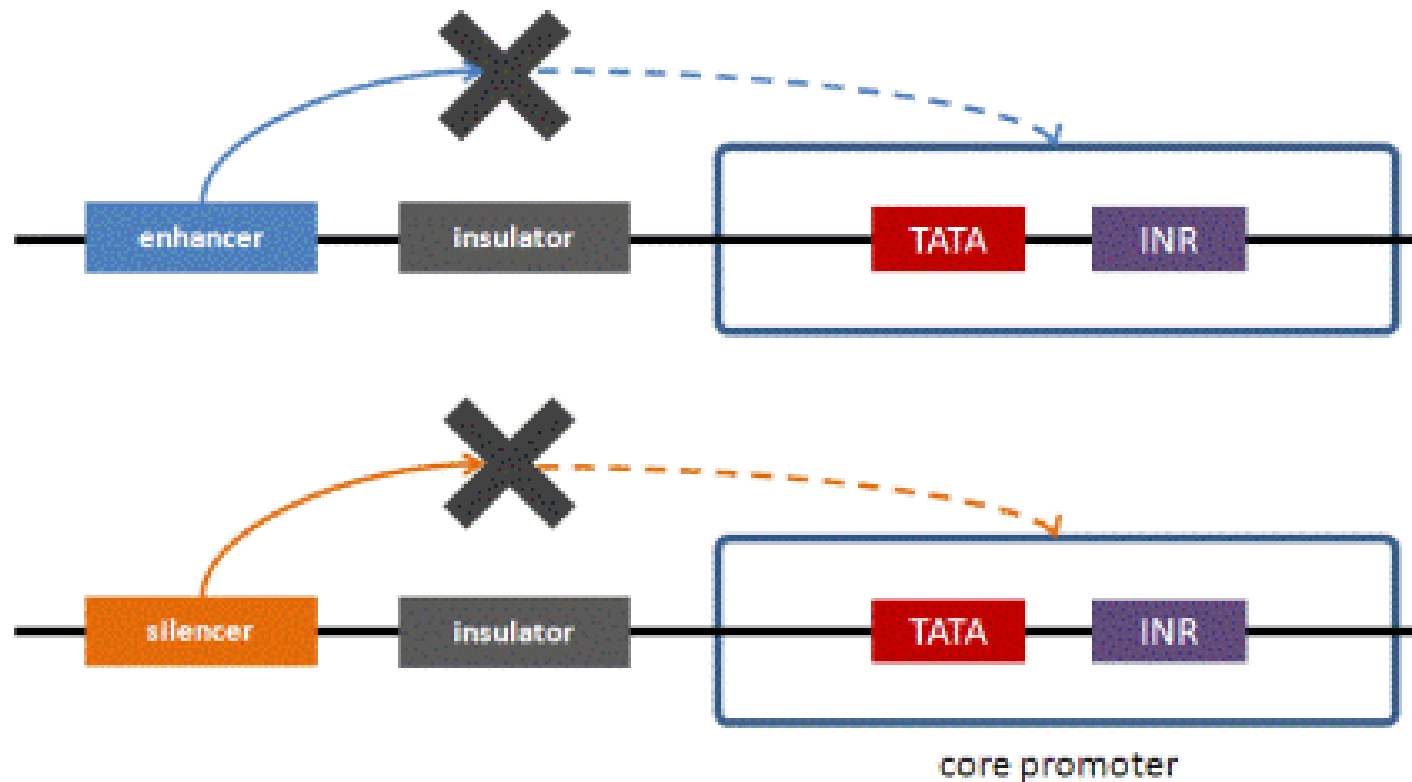 enhancer insulator TATA INR
silencer insulator TATA INR
core promoter